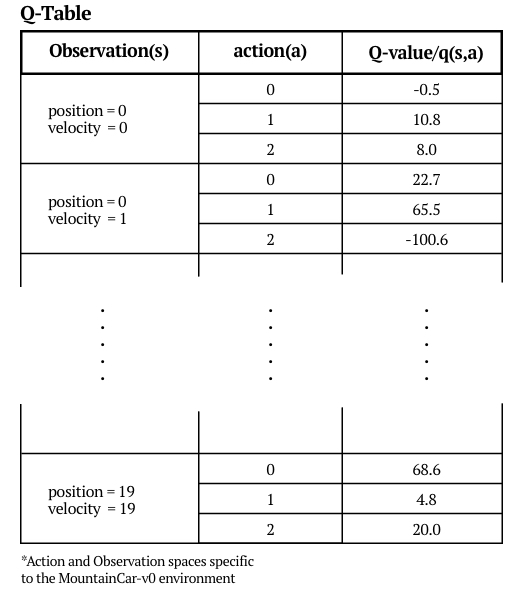 Q-Table
Observation(s) action(a) Q-value/q(s,a)
position = 0
velocity = 0
0 -0.5
1 10.8
2 8.0
position = 0
velocity = 1
0 22.7
1 65.5
2 -100.6
. . .
. . .
. . .
. . .
. . .
position = 19
velocity = 19
0 68.6
1 4.8
2 20.0
*Action and Observation spaces specific
to the MountainCar-v0 environment